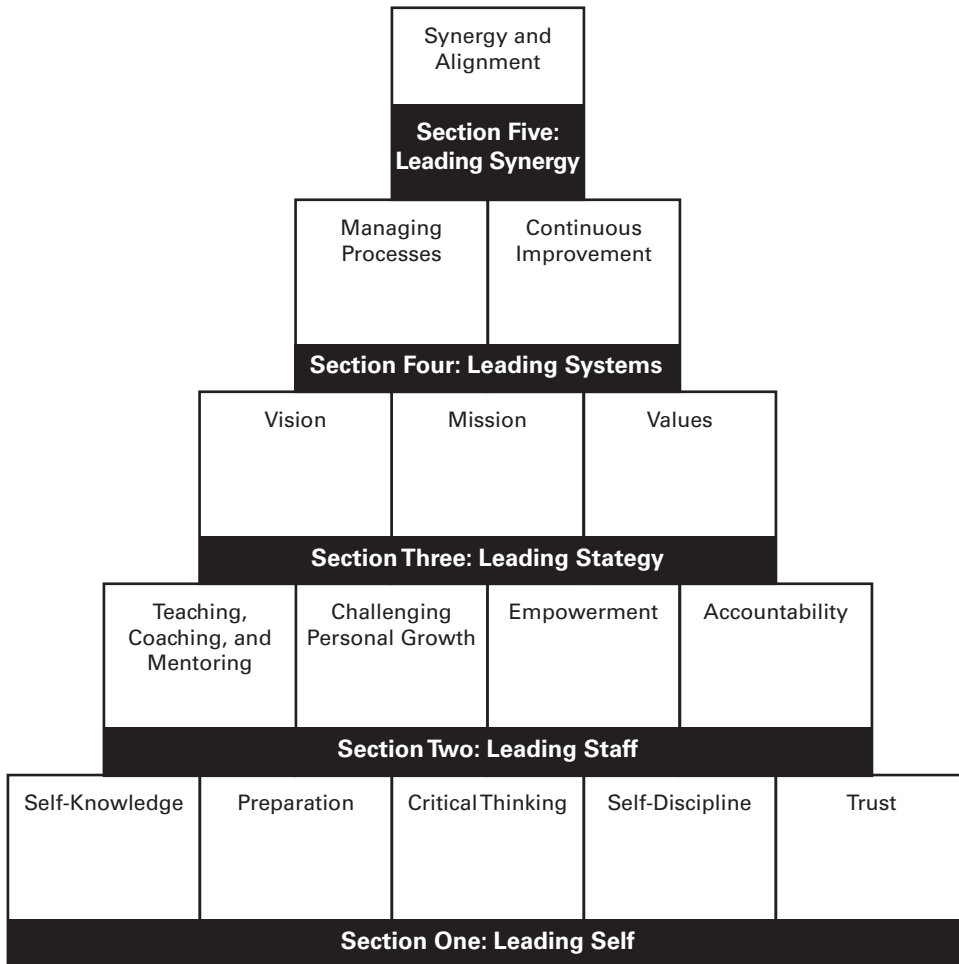 Synergy and
Alignment
Section Five:
Leading Synergy
Managing
Processes
Continuous
Improvement
Section Four: Leading Systems
Vision
Mission
Values
Section Three: Leading Stategy
Teaching,
Coaching, and
Mentoring
Challenging
Personal Growth
Empowerment
Accountability
Section Two: Leading Staff
Self-Knowledge
Preparation
Critical Thinking
Self-Discipline
Trust
Section One: Leading Self